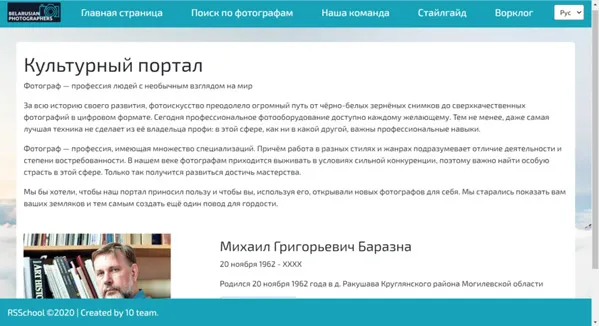 BELARUSIAN
PHOTOGRAPHERS
Главная страница
Поиск по фотографам
Наша команда
Стайлгайд
Ворклог
Рус
Культурный портал
Фотограф — профессия людей с необычным взглядом на мир
За всю историю своего развития, фотоискусство преодолело огромный путь от чёрно-белых зернёных снимков до сверхкачественных
фотографий в цифровом формате. Сегодня профессиональное фотооборудование доступно каждому желающему. Тем не менее, даже самая
лучшая техника не сделает из её владельца профи: в этой сфере, как ни в какой другой, важны профессиональные навыки.
Фотограф — профессия, имеющая множество специализаций. Причём работа в разных стилях и жанрах подразумевает отличие деятельности и
степени востребованности. В нашем веке фотографам приходится выживать в условиях сильной конкуренции, поэтому важно найти особую
страсть в этой сфере. Только так получится развиться достичь мастерства.
Мы бы хотели, чтобы наш портал приносил пользу и чтобы вы, используя его, открывали новых фотографов для себя. Мы старались показать вам
ваших земляков и тем самым создать ещё один повод для гордости.
Михаил Григорьевич Баразна
20 ноября 1962 - XXXX
Родился 20 ноября 1962 года в д. Ракушава Круглянского района Могилевской области
ART HISTORY
RSSchool ©2020 | Created by 10 team.